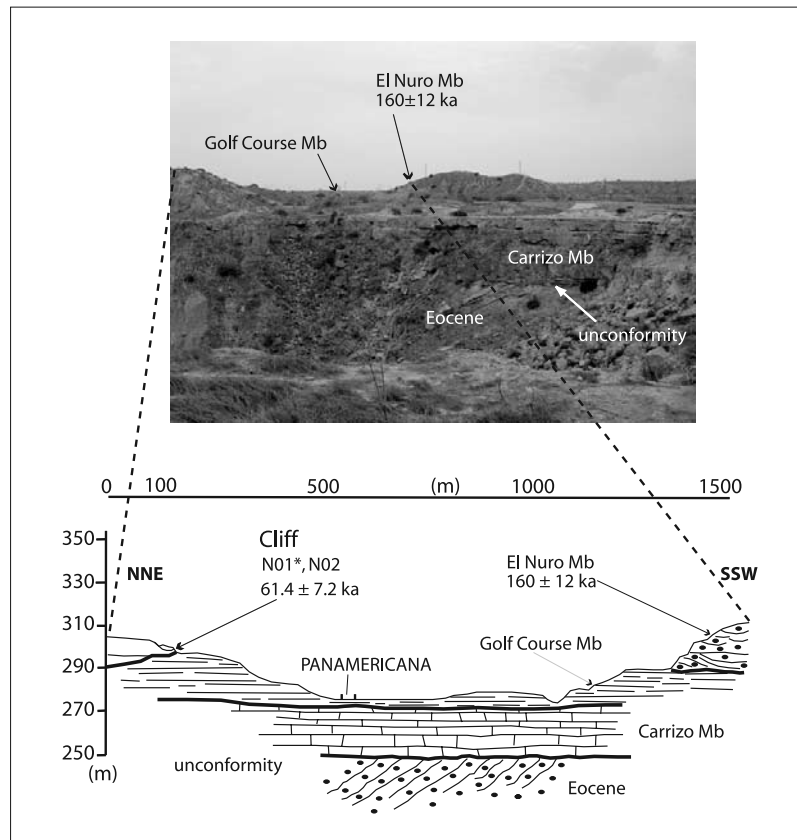 El Nuro Mb
160±12 ka
Golf Course Mb
Carrizo Mb
Eocene
unconformity
0 100 500 (m) 1000 1500
350
330
310
290
270
250
(m)
NNE
Cliff
N01*, N02
61.4 ± 7.2 ka
El Nuro Mb
160 ± 12 ka
SSW
Golf Course Mb
PANAMERICANA
Carrizo Mb
unconformity
Eocene